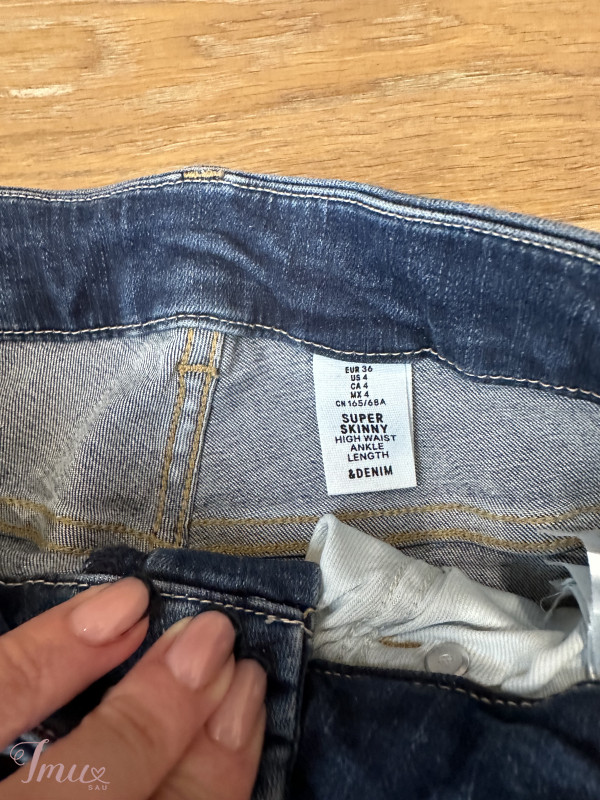 EUR 36
US 4
CA 4
MX 4
CN 165/68A
SUPER
SKINNY
HIGH WAIST
ANKLE
LENGTH
&DENIM
Imu
SAU